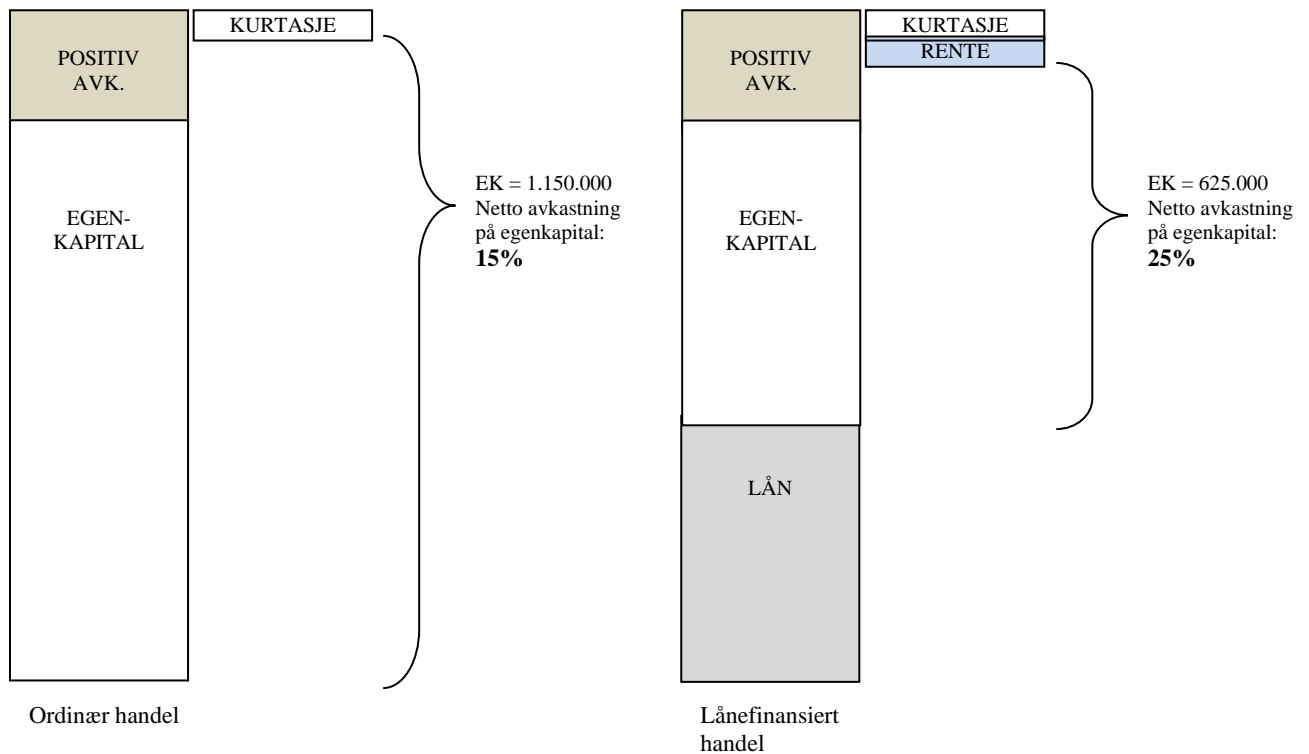 KURTASJE
POSITIV
AVK.
EGEN-
KAPITAL
EK = 1.150.000
Netto avkastning
på egenkapital:
15%
Ordinær handel
KURTASJE
RENTE
POSITIV
AVK.
EGEN-
KAPITAL
EK = 625.000
Netto avkastning
på egenkapital:
25%
LÅN
Lånefinansiert
handel